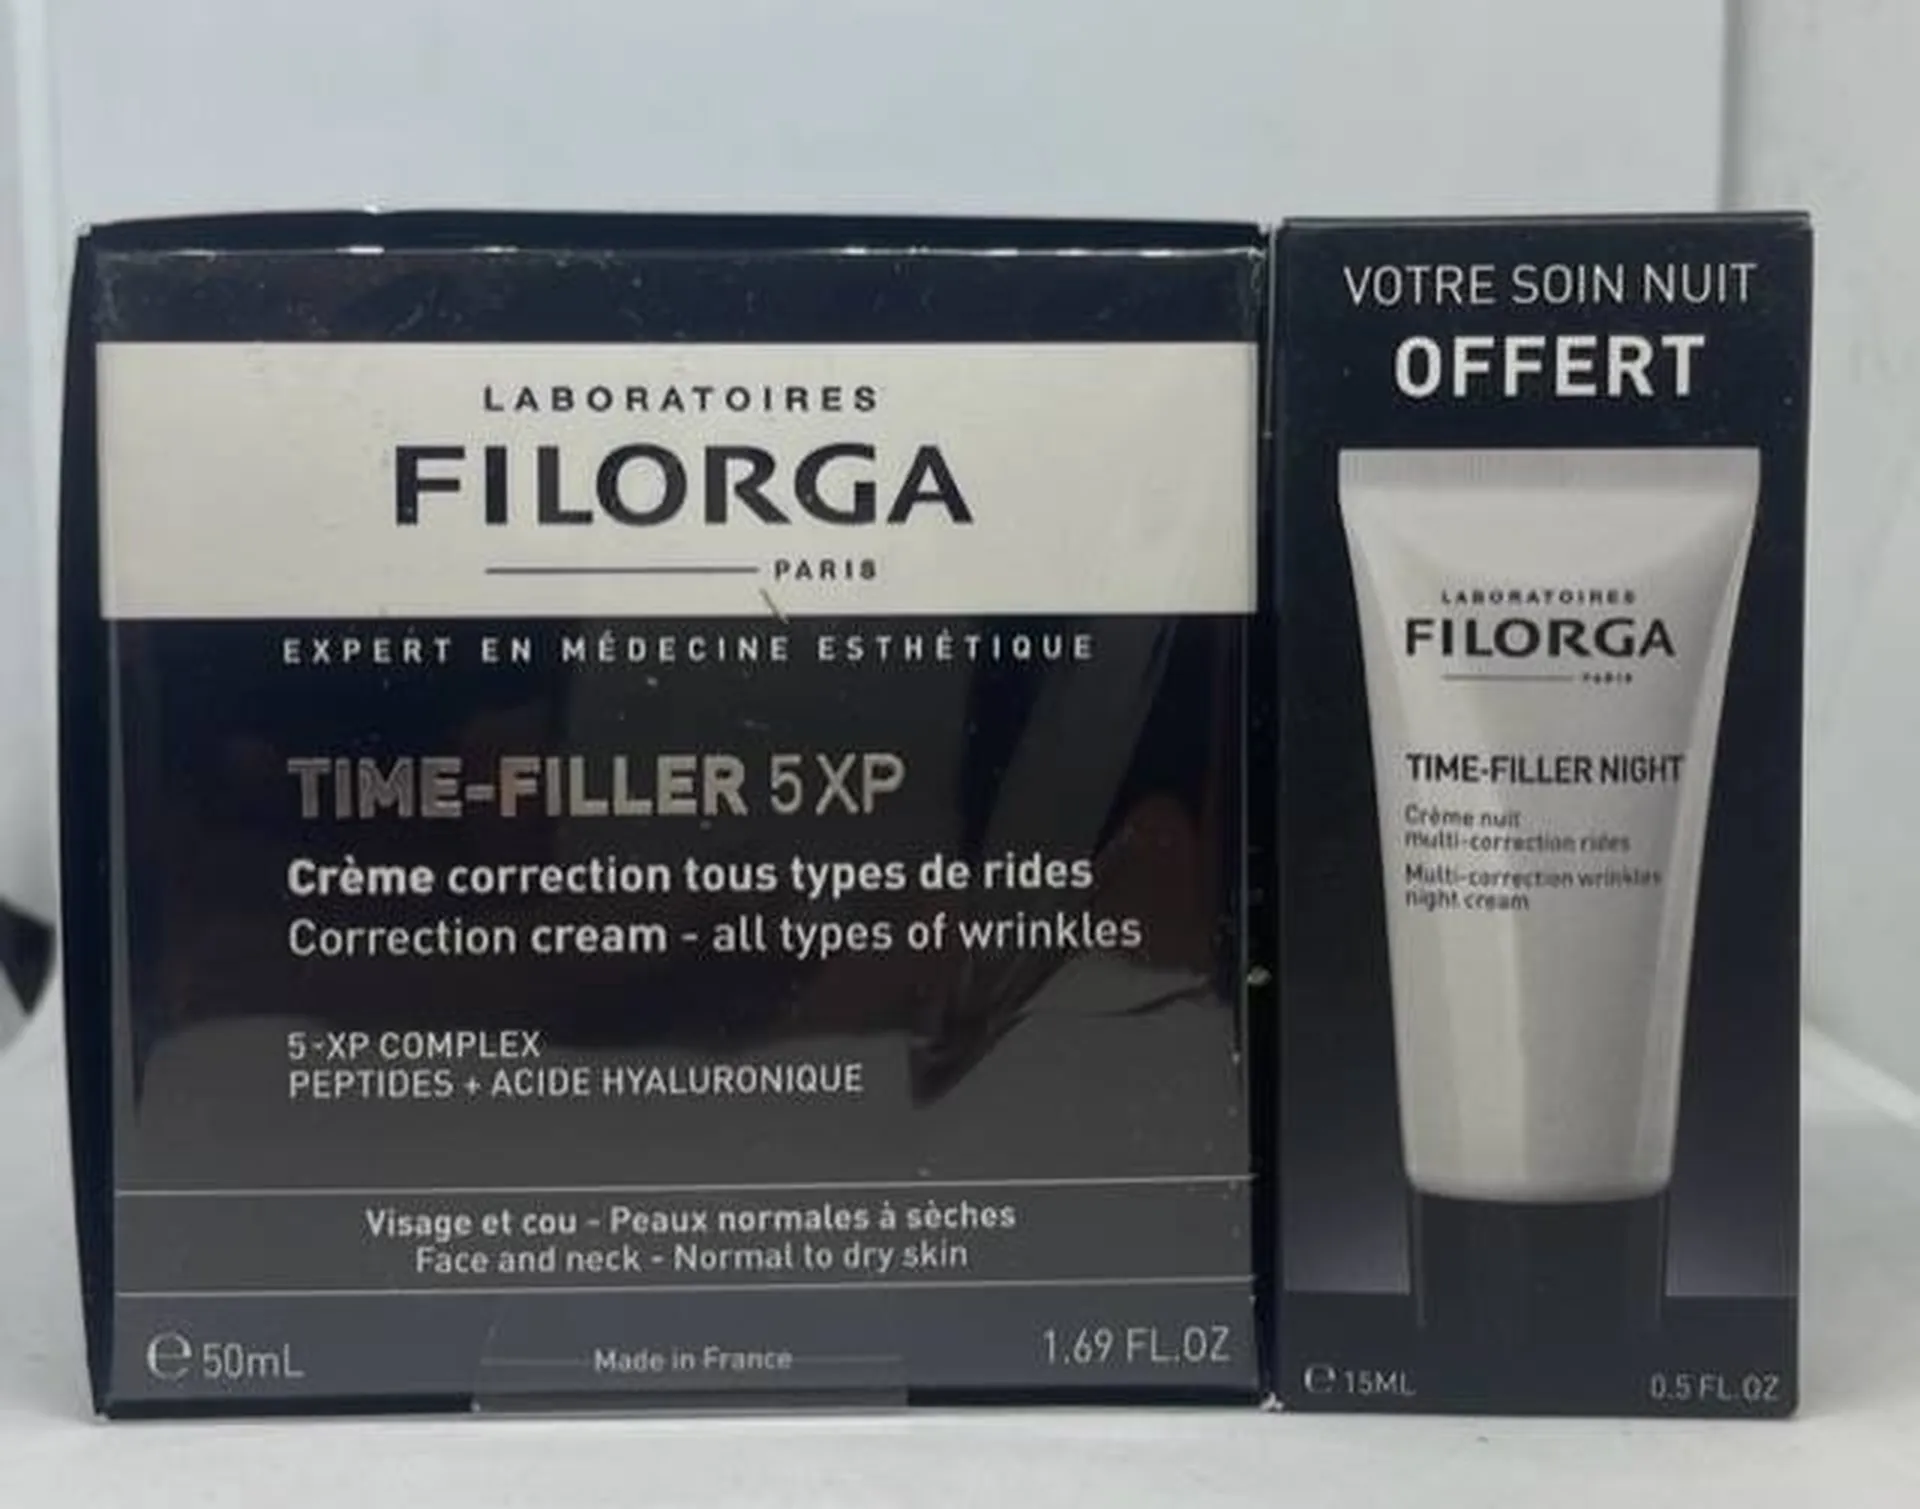 LABORATOIRES
FILORGA
PARIS
EXPERT EN MÉDECINE ESTHÉTIQUE
TIME-FILLER 5 XP
Crème correction tous types de rides
Correction cream - all types of wrinkles
5-XP COMPLEX
PEPTIDES + ACIDE HYALURONIQUE
Visage et cou - Peaux normales à sèches
Face and neck - Normal to dry skin
℮ 50mL
Made in France
1.69 FL.OZ
VOTRE SOIN NUIT
OFFERT
LABORATOIRES
FILORGA
PARIS
TIME-FILLER NIGHT
Crème nuit
multi-correction rides
Multi-correction wrinkles
night cream
℮ 15ML
0.5 FL.OZ